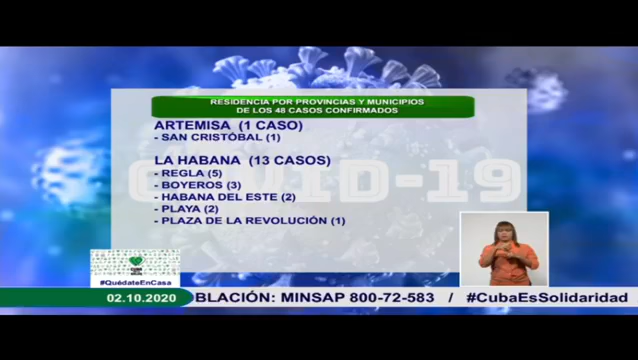 RESIDENCIA POR PROVINCIAS Y MUNICIPIOS
DE LOS 48 CASOS CONFIRMADOS
ARTEMISA (1 CASO)
- SAN CRISTÓBAL (1)
LA HABANA (13 CASOS)
- REGLA (5)
- BOYEROS (3)
- HABANA DEL ESTE (2)
- PLAYA (2)
- PLAZA DE LA REVOLUCIÓN (1)
COVID-19
#QuédateEnCasa
02.10.2020 BLACIÓN: MINSAP 800-72-583 / #CubaEsSolidaridad